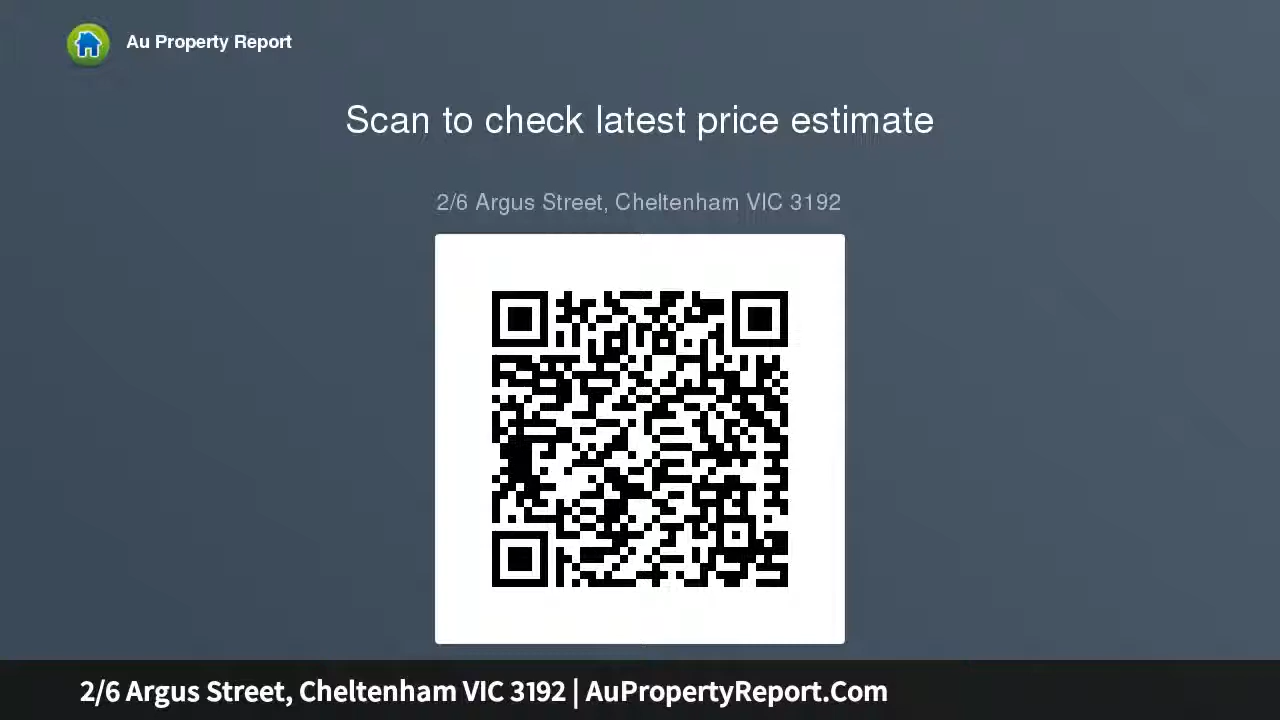 Au Property Report
Scan to check latest price estimate
2/6 Argus Street, Cheltenham VIC 3192
2/6 Argus Street, Cheltenham VIC 3192 | AuPropertyReport.Com